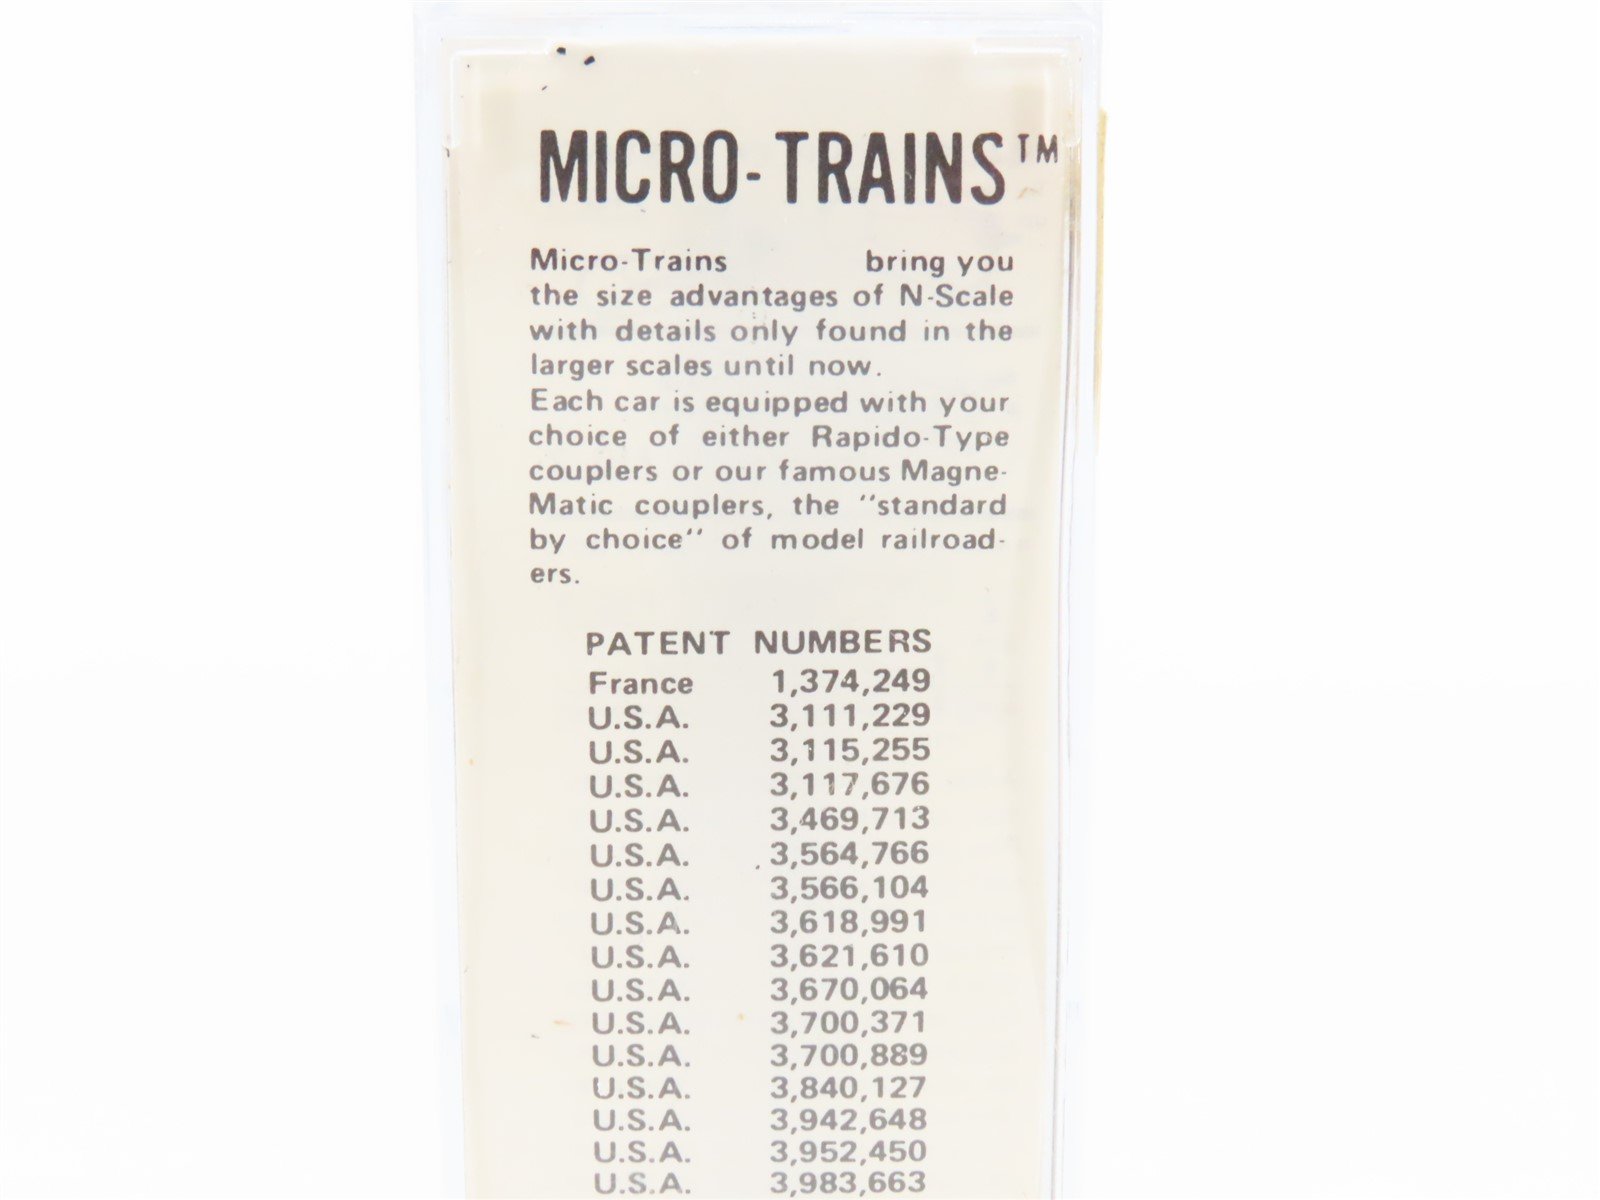 MICRO-TRAINS™
Micro-Trains bring you
the size advantages of N-Scale
with details only found in the
larger scales until now.
Each car is equipped with your
choice of either Rapido-Type
couplers or our famous Magne-
Matic couplers, the "standard
by choice" of model railroad-
ers.
PATENT NUMBERS
France 1,374,249
U.S.A. 3,111,229
U.S.A. 3,115,255
U.S.A. 3,117,676
U.S.A. 3,469,713
U.S.A. 3,564,766
U.S.A. 3,566,104
U.S.A. 3,618,991
U.S.A. 3,621,610
U.S.A. 3,670,064
U.S.A. 3,700,371
U.S.A. 3,700,889
U.S.A. 3,840,127
U.S.A. 3,942,648
U.S.A. 3,952,450
U.S.A. 3,983,663